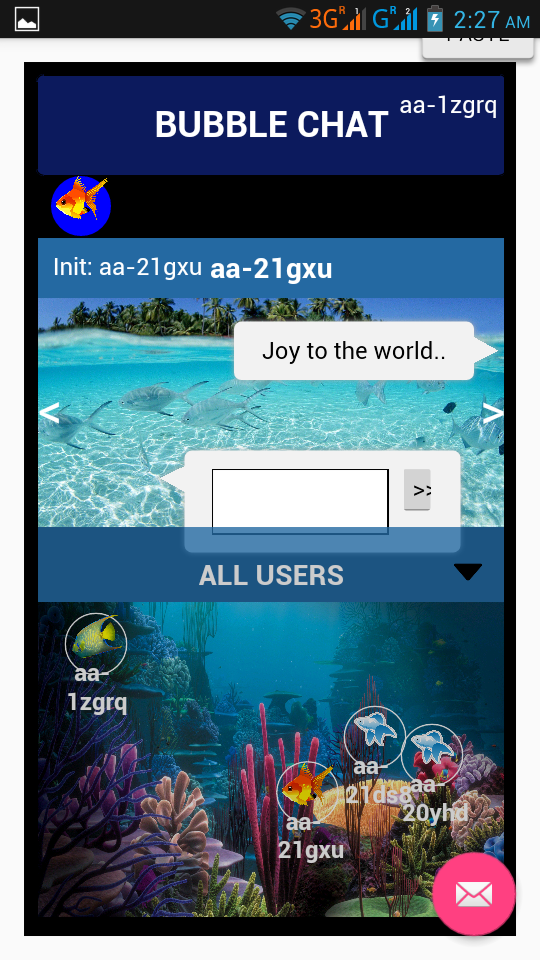 3G R 1 G R 2 2:27 AM
PASTE
BUBBLE CHAT aa-1zgrq
Init: aa-21gxu aa-21gxu
Joy to the world..
< >
>>
ALL USERS
aa-
1zgrq
aa-
21ds8
aa-
20yhd
aa-
21gxu